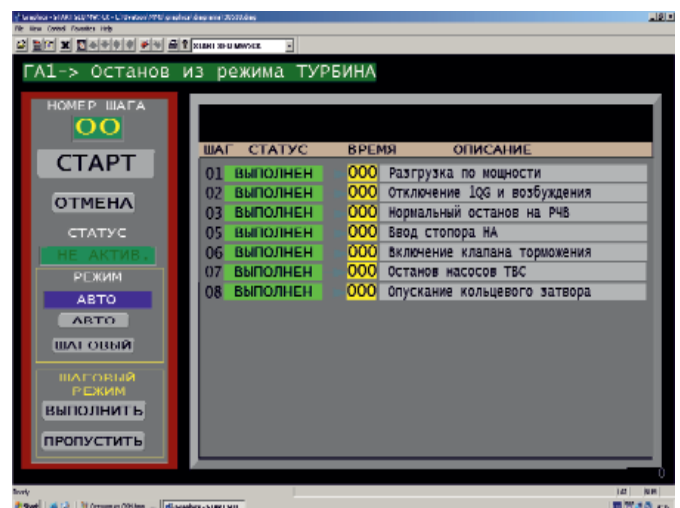 ГА1-> Останов из режима ТУРБИНА
НОМЕР ШАГА
00
СТАРТ
ОТМЕНА
СТАТУС
НЕ АКТИВ.
РЕЖИМ
АВТО
АВТО
ШАГОВЫЙ
ШАГОВЫЙ
РЕЖИМ
ВЫПОЛНИТЬ
ПРОПУСТИТЬ
ШАГ СТАТУС ВРЕМЯ ОПИСАНИЕ
01 ВЫПОЛНЕН 000 Разгрузка по мощности
02 ВЫПОЛНЕН 000 Отключение 1QG и возбуждения
03 ВЫПОЛНЕН 000 Нормальный останов на РЧВ
05 ВЫПОЛНЕН 000 Ввод стопора НА
06 ВЫПОЛНЕН 000 Включение клапана торможения
07 ВЫПОЛНЕН 000 Останов насосов ТВС
08 ВЫПОЛНЕН 000 Опускание кольцевого затвора
0